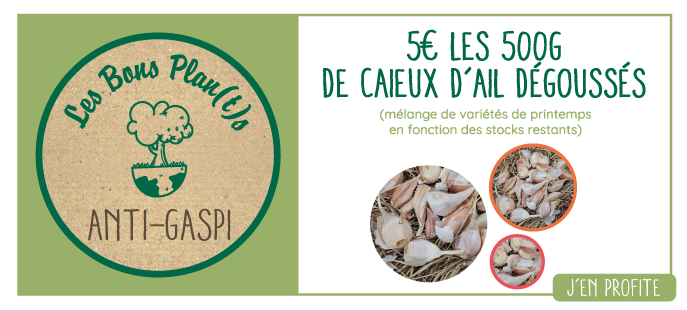 Les Bons Plan(t)s
ANTI-GASPI
5€ LES 500G
DE CAIEUX D'AIL DÉGOUSSÉS
(mélange de variétés de printemps
en fonction des stocks restants)
J'EN PROFITE